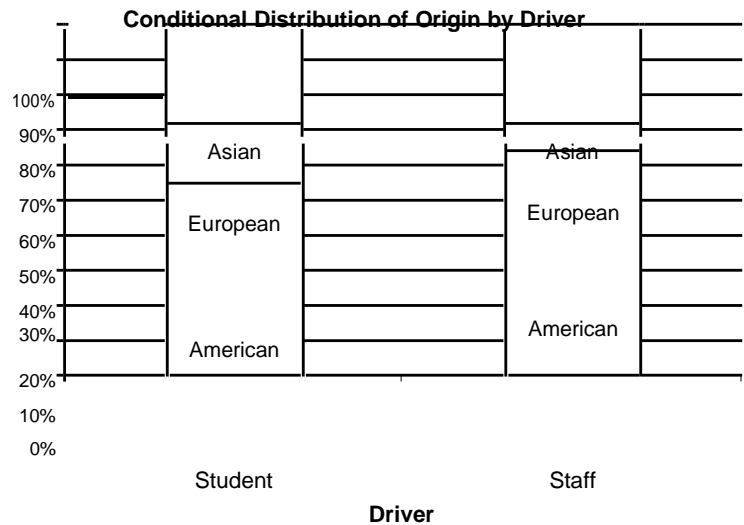 Conditional Distribution of Origin by Driver
100%
90%
80%
70%
60%
50%
40%
30%
20%
10%
0%
Asian
European
American
Asian
European
American
Student Staff
Driver